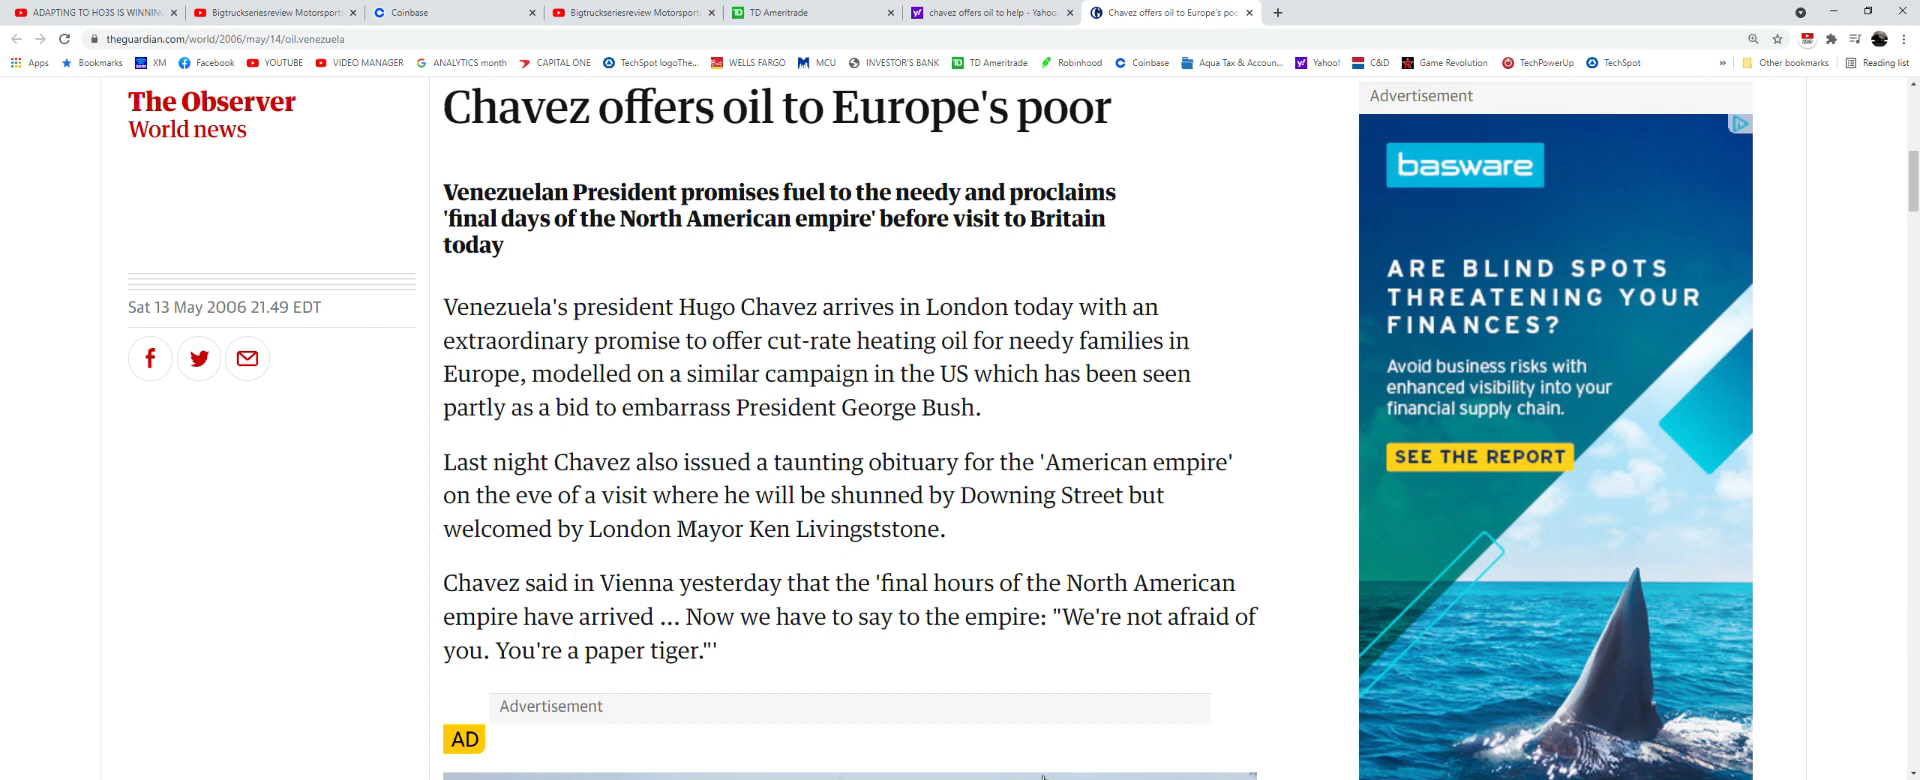 ADAPTING TO HO3S IS WINNIN
Bigtruckseriesreview Motorsport
Coinbase
Bigtruckseriesreview Motorsport
TD Ameritrade
chavez offers oil to help - Yahoo
Chavez offers oil to Europe's poo
theguardian.com/world/2006/may/14/oil.venezuela
Apps Bookmarks XM Facebook YOUTUBE VIDEO MANAGER ANALYTICS month CAPITAL ONE TechSpot logoThe... WELLS FARGO MCU INVESTOR'S BANK TD Ameritrade Robinhood Coinbase Aqua Tax & Accoun... Yahoo! C&D Game Revolution TechPowerUp TechSpot » Other bookmarks Reading list
The Observer
World news
Sat 13 May 2006 21.49 EDT
Chavez offers oil to Europe's poor
Venezuelan President promises fuel to the needy and proclaims
'final days of the North American empire' before visit to Britain
today
Venezuela's president Hugo Chavez arrives in London today with an
extraordinary promise to offer cut-rate heating oil for needy families in
Europe, modelled on a similar campaign in the US which has been seen
partly as a bid to embarrass President George Bush.
Last night Chavez also issued a taunting obituary for the 'American empire'
on the eve of a visit where he will be shunned by Downing Street but
welcomed by London Mayor Ken Livingststone.
Chavez said in Vienna yesterday that the 'final hours of the North American
empire have arrived ... Now we have to say to the empire: "We're not afraid of
you. You're a paper tiger."'
Advertisement
AD
Advertisement
basware
ARE BLIND SPOTS
THREATENING YOUR
FINANCES?
Avoid business risks with
enhanced visibility into your
financial supply chain.
SEE THE REPORT